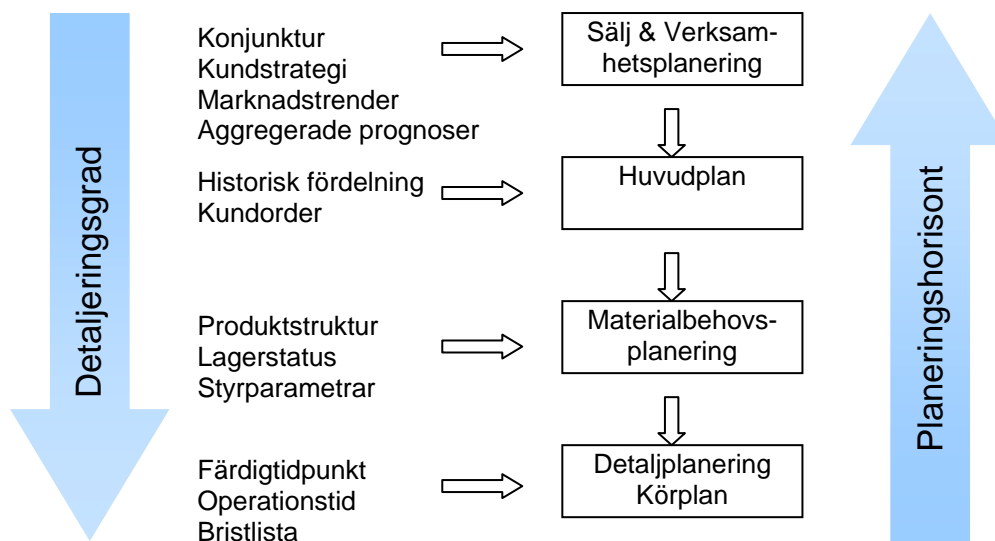 Detaljeringsgrad
Konjunktur
Kundstrategi
Marknadstrender
Aggregerade prognoser
Sälj & Verksam-
hetsplanering
Historisk fördelning
Kundorder
Huvudplan
Produktstruktur
Lagerstatus
Styrparametrar
Materialbehovs-
planering
Färdigtidpunkt
Operationstid
Bristlista
Detaljplanering
Körplan
Planeringshorisont